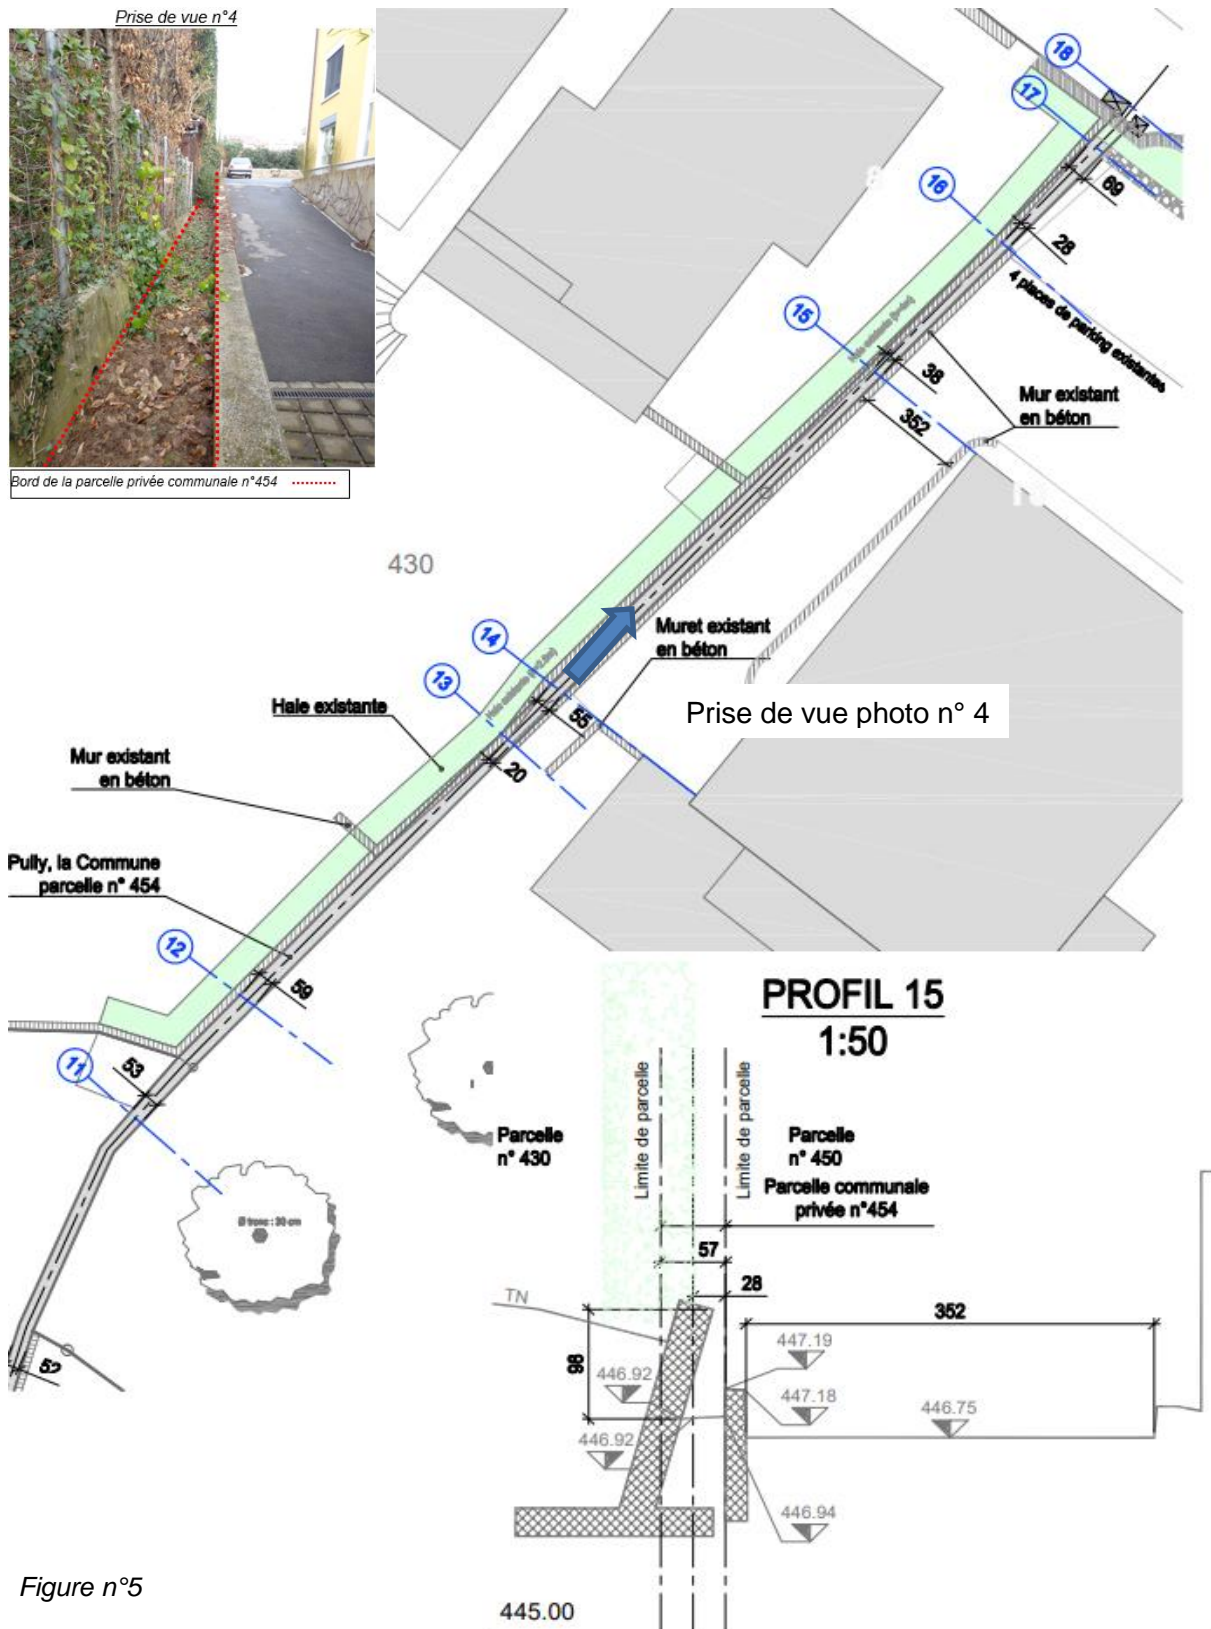 Prise de vue n°4
Bord de la parcelle privée communale n°454
18
17
16
15
14
13
12
11
69
28
4 places de parking existantes
38
352
Mur existant
en béton
430
Muret existant
en béton
Prise de vue photo n° 4
55
20
Haie existante
Mur existant
en béton
Pully, la Commune
parcelle n° 454
59
53
52
Ø tronc : 30 cm
PROFIL 15
1:50
Limite de parcelle
Limite de parcelle
Parcelle
n° 430
Parcelle
n° 450
Parcelle communale
privée n°454
57
28
352
TN
98
446.92
446.92
447.19
447.18
446.75
446.94
445.00
Figure n°5